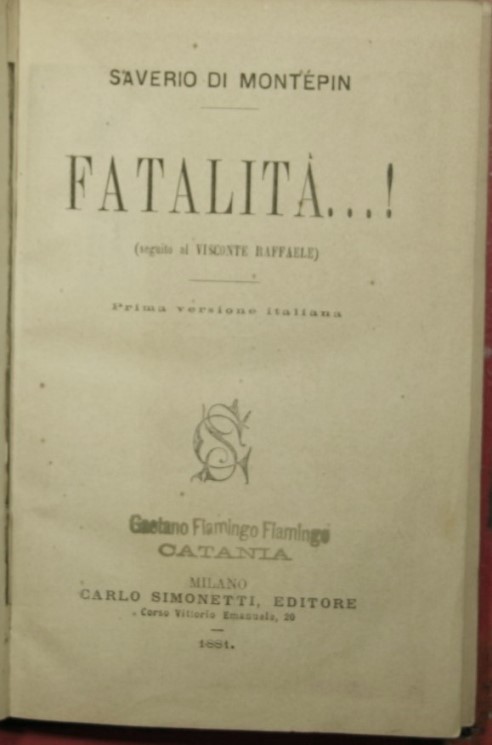 SAVERIO DI MONTÉPIN
FATALITÀ...!
(seguito al VISCONTE RAFFAELE)
Prima versione italiana
CS
Gaetano Flamingo Flamingo
CATANIA
MILANO
CARLO SIMONETTI, EDITORE
Corso Vittorio Emanuele, 20
1881.